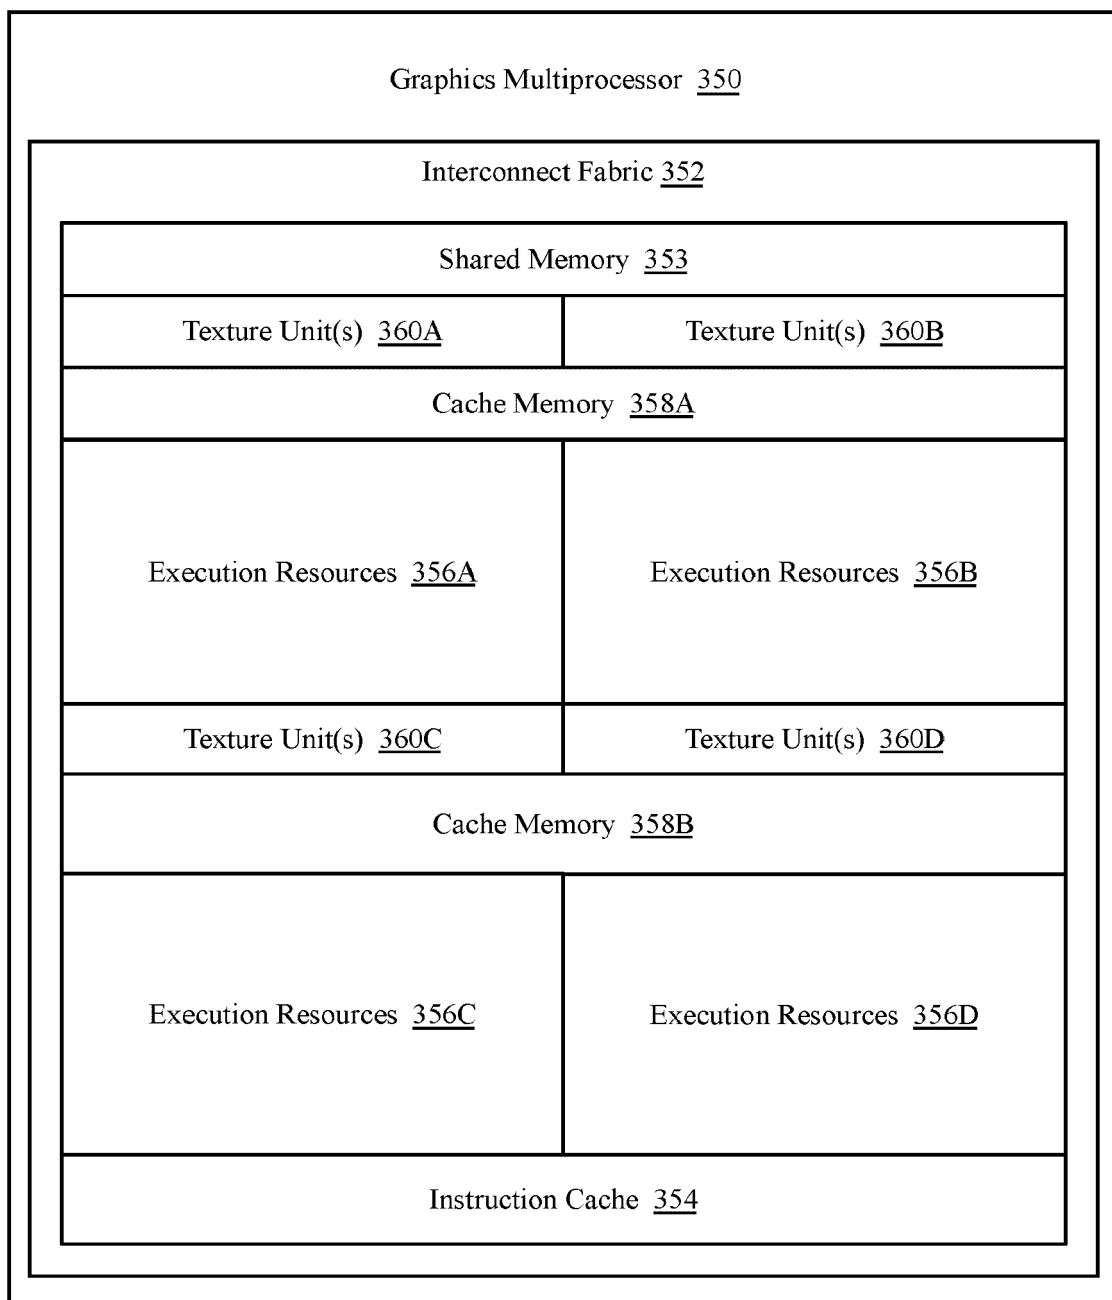 Graphics Multiprocessor 350
Interconnect Fabric 352
Shared Memory 353
Texture Unit(s) 360A
Texture Unit(s) 360B
Cache Memory 358A
Execution Resources 356A
Execution Resources 356B
Texture Unit(s) 360C
Texture Unit(s) 360D
Cache Memory 358B
Execution Resources 356C
Execution Resources 356D
Instruction Cache 354